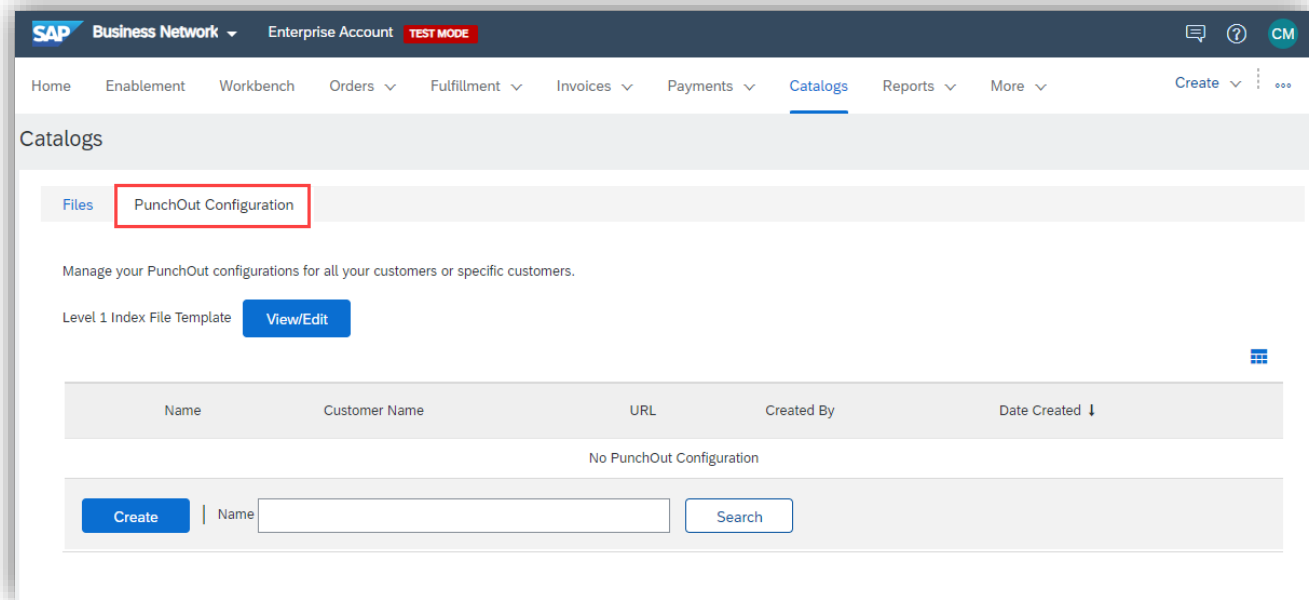 SAP Business Network Enterprise Account TEST MODE CM
Home Enablement Workbench Orders Fulfillment Invoices Payments Catalogs Reports More Create
Catalogs
Files PunchOut Configuration
Manage your PunchOut configurations for all your customers or specific customers.
Level 1 Index File Template View/Edit
Name Customer Name URL Created By Date Created ↓
No PunchOut Configuration
Create | Name Search